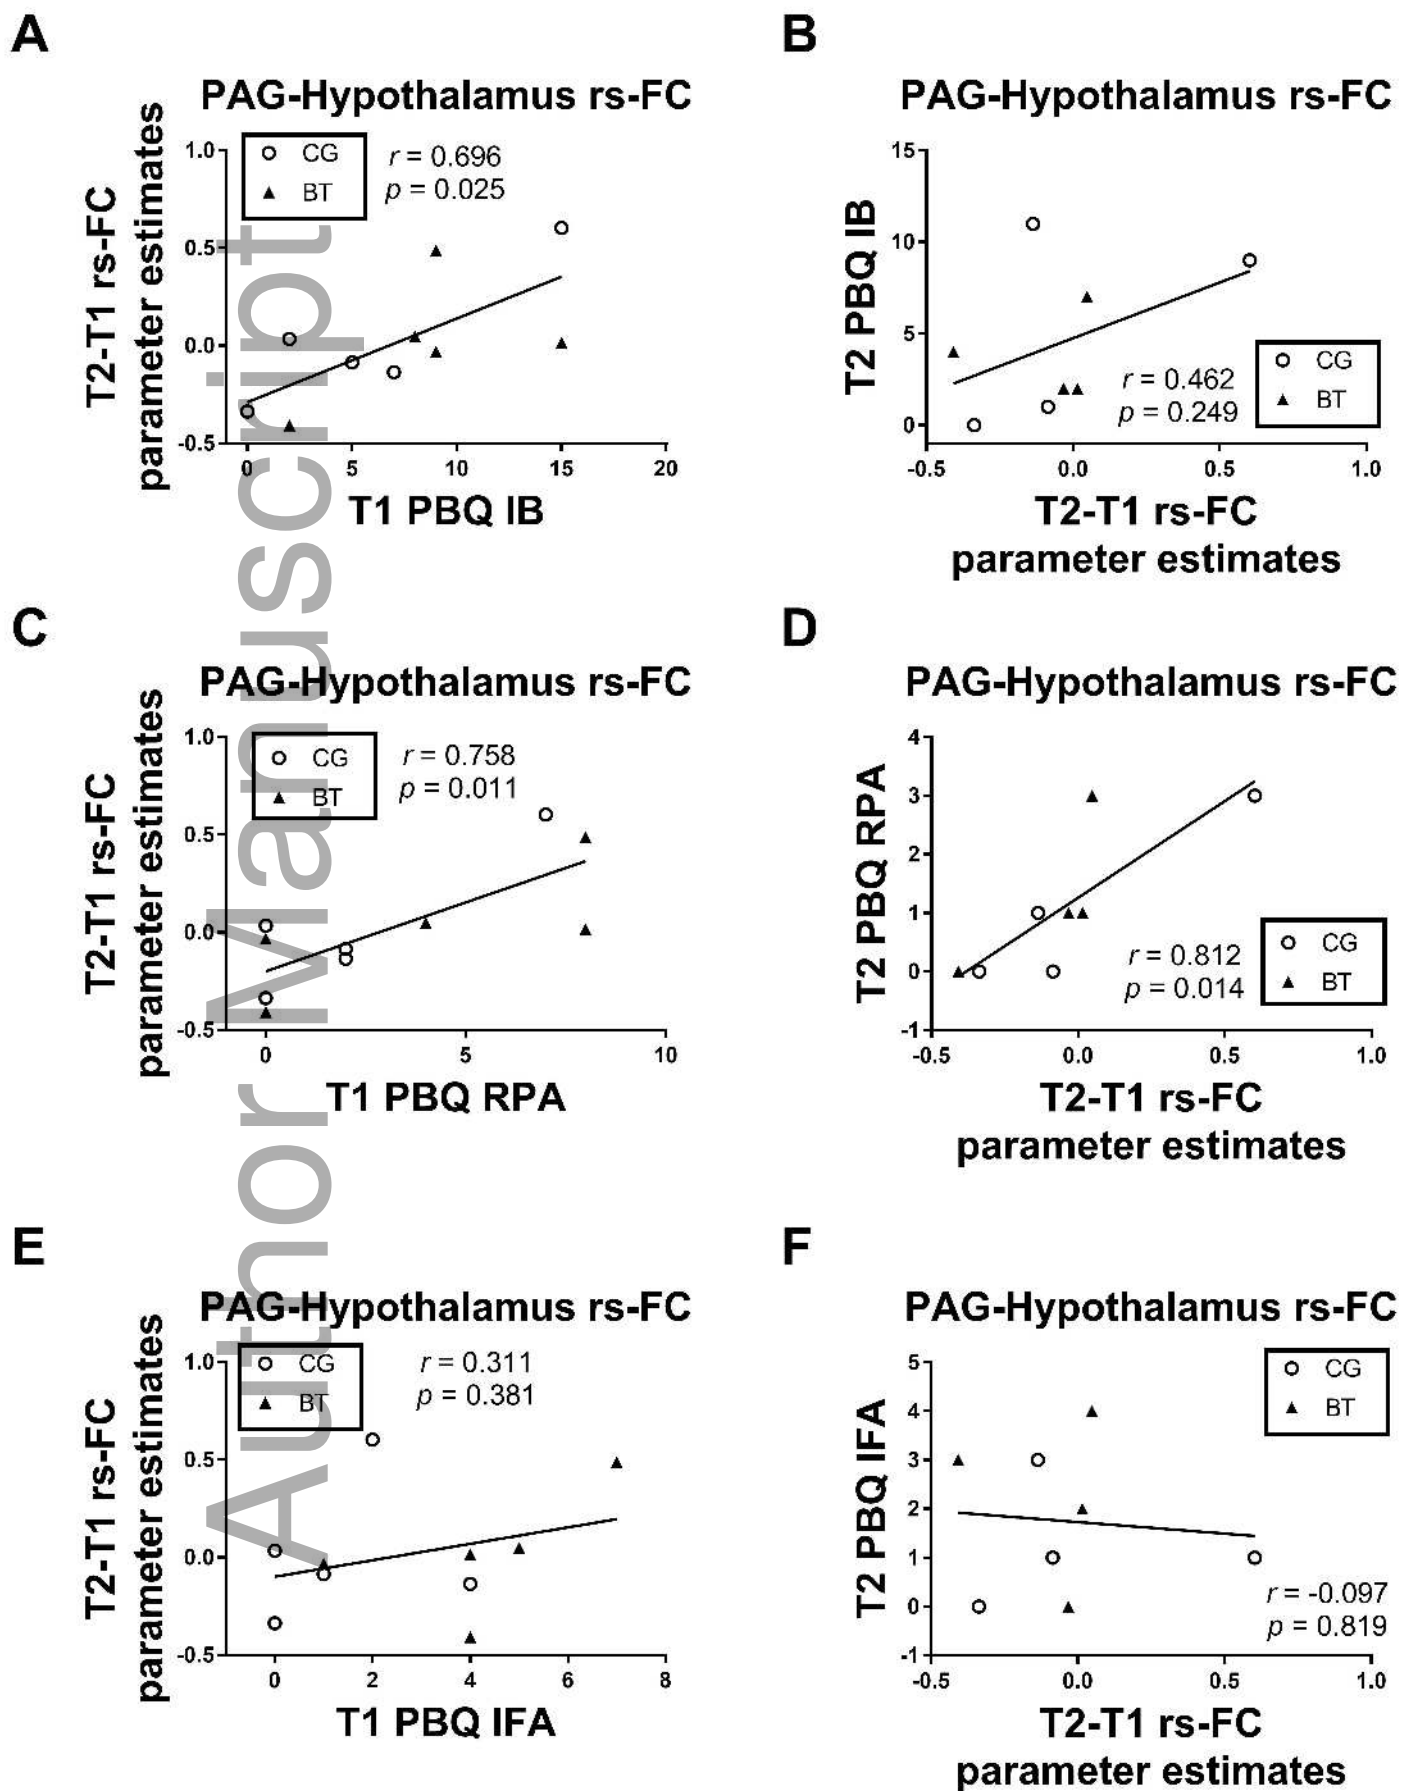 A
PAG-Hypothalamus rs-FC
T2-T1 rs-FC
parameter estimates
CG
BT
r = 0.696
p = 0.025
1.0
0.5
0.0
-0.5
0 5 10 15 20
T1 PBQ IB
B
PAG-Hypothalamus rs-FC
T2 PBQ IB
15
10
5
0
r = 0.462
p = 0.249
CG
BT
-0.5 0.0 0.5 1.0
T2-T1 rs-FC
parameter estimates
C
PAG-Hypothalamus rs-FC
T2-T1 rs-FC
parameter estimates
CG
BT
r = 0.758
p = 0.011
1.0
0.5
0.0
-0.5
0 5 10
T1 PBQ RPA
D
PAG-Hypothalamus rs-FC
T2 PBQ RPA
4
3
2
1
0
-1
r = 0.812
p = 0.014
CG
BT
-0.5 0.0 0.5 1.0
T2-T1 rs-FC
parameter estimates
E
PAG-Hypothalamus rs-FC
T2-T1 rs-FC
parameter estimates
CG
BT
r = 0.311
p = 0.381
1.0
0.5
0.0
-0.5
0 2 4 6 8
T1 PBQ IFA
F
PAG-Hypothalamus rs-FC
T2 PBQ IFA
CG
BT
5
4
3
2
1
0
-1
r = -0.097
p = 0.819
-0.5 0.0 0.5 1.0
T2-T1 rs-FC
parameter estimates
Author Manuscript